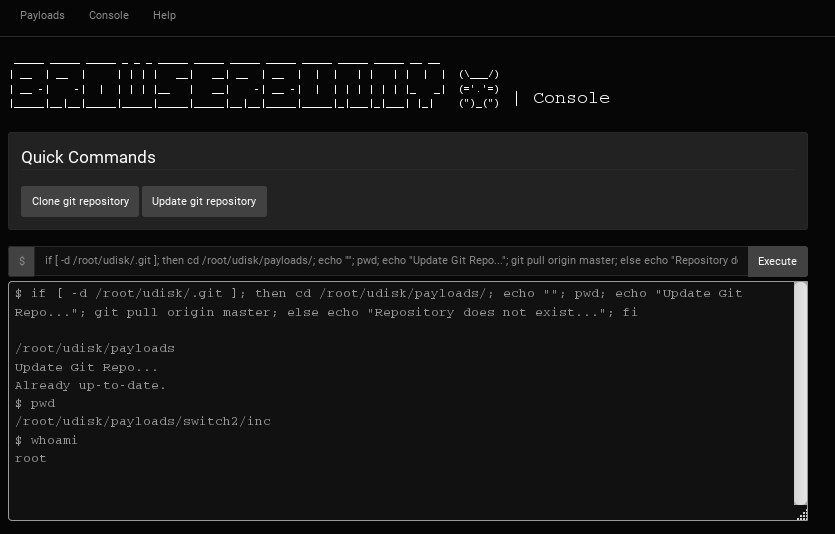 Payloads Console Help
| Console
Quick Commands
Clone git repository Update git repository
$ if [ -d /root/udisk/.git ]; then cd /root/udisk/payloads/; echo ""; pwd; echo "Update Git Repo..."; git pull origin master; else echo "Repository do Execute
$ if [ -d /root/udisk/.git ]; then cd /root/udisk/payloads/; echo ""; pwd; echo "Update Git
Repo..."; git pull origin master; else echo "Repository does not exist..."; fi
/root/udisk/payloads
Update Git Repo...
Already up-to-date.
$ pwd
/root/udisk/payloads/switch2/inc
$ whoami
root